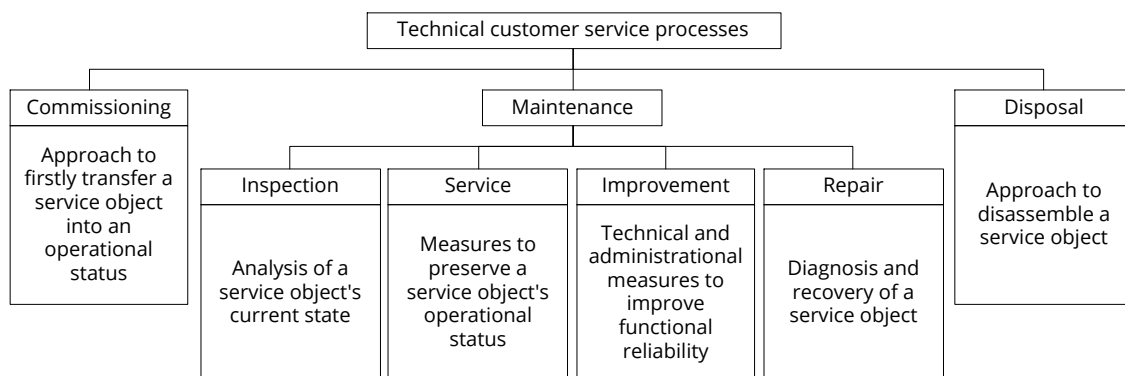 Technical customer service processes
Commissioning
Approach to
firstly transfer a
service object
into an
operational
status
Maintenance
Inspection
Analysis of a
service object's
current state
Service
Measures to
preserve a
service object's
operational
status
Improvement
Technical and
administrational
measures to
improve
functional
reliability
Repair
Diagnosis and
recovery of a
service object
Disposal
Approach to
disassemble a
service object